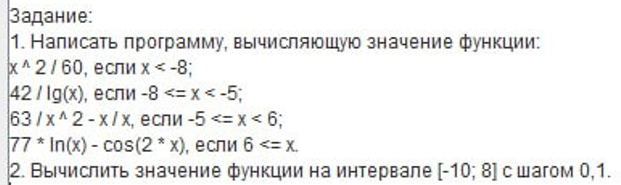 Задание:
1. Написать программу, вычисляющую значение функции:
x ^ 2 / 60, если x < -8;
42 / lg(x), если -8 <= x < -5;
63 / x ^ 2 - x / x, если -5 <= x < 6;
77 * ln(x) - cos(2 * x), если 6 <= x.
2. Вычислить значение функции на интервале [-10; 8] с шагом 0,1.